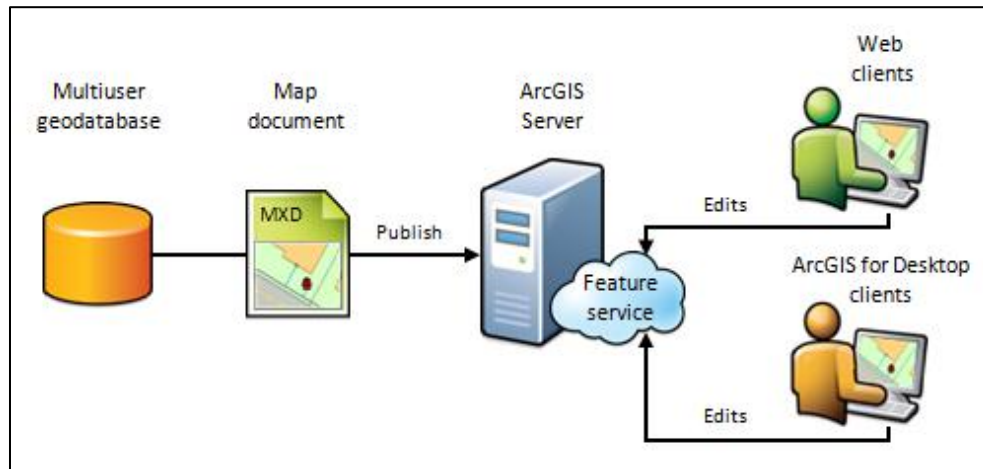 Multiuser
geodatabase
Map
document
MXD
Publish
ArcGIS
Server
Feature
service
Web
clients
Edits
ArcGIS for Desktop
clients
Edits